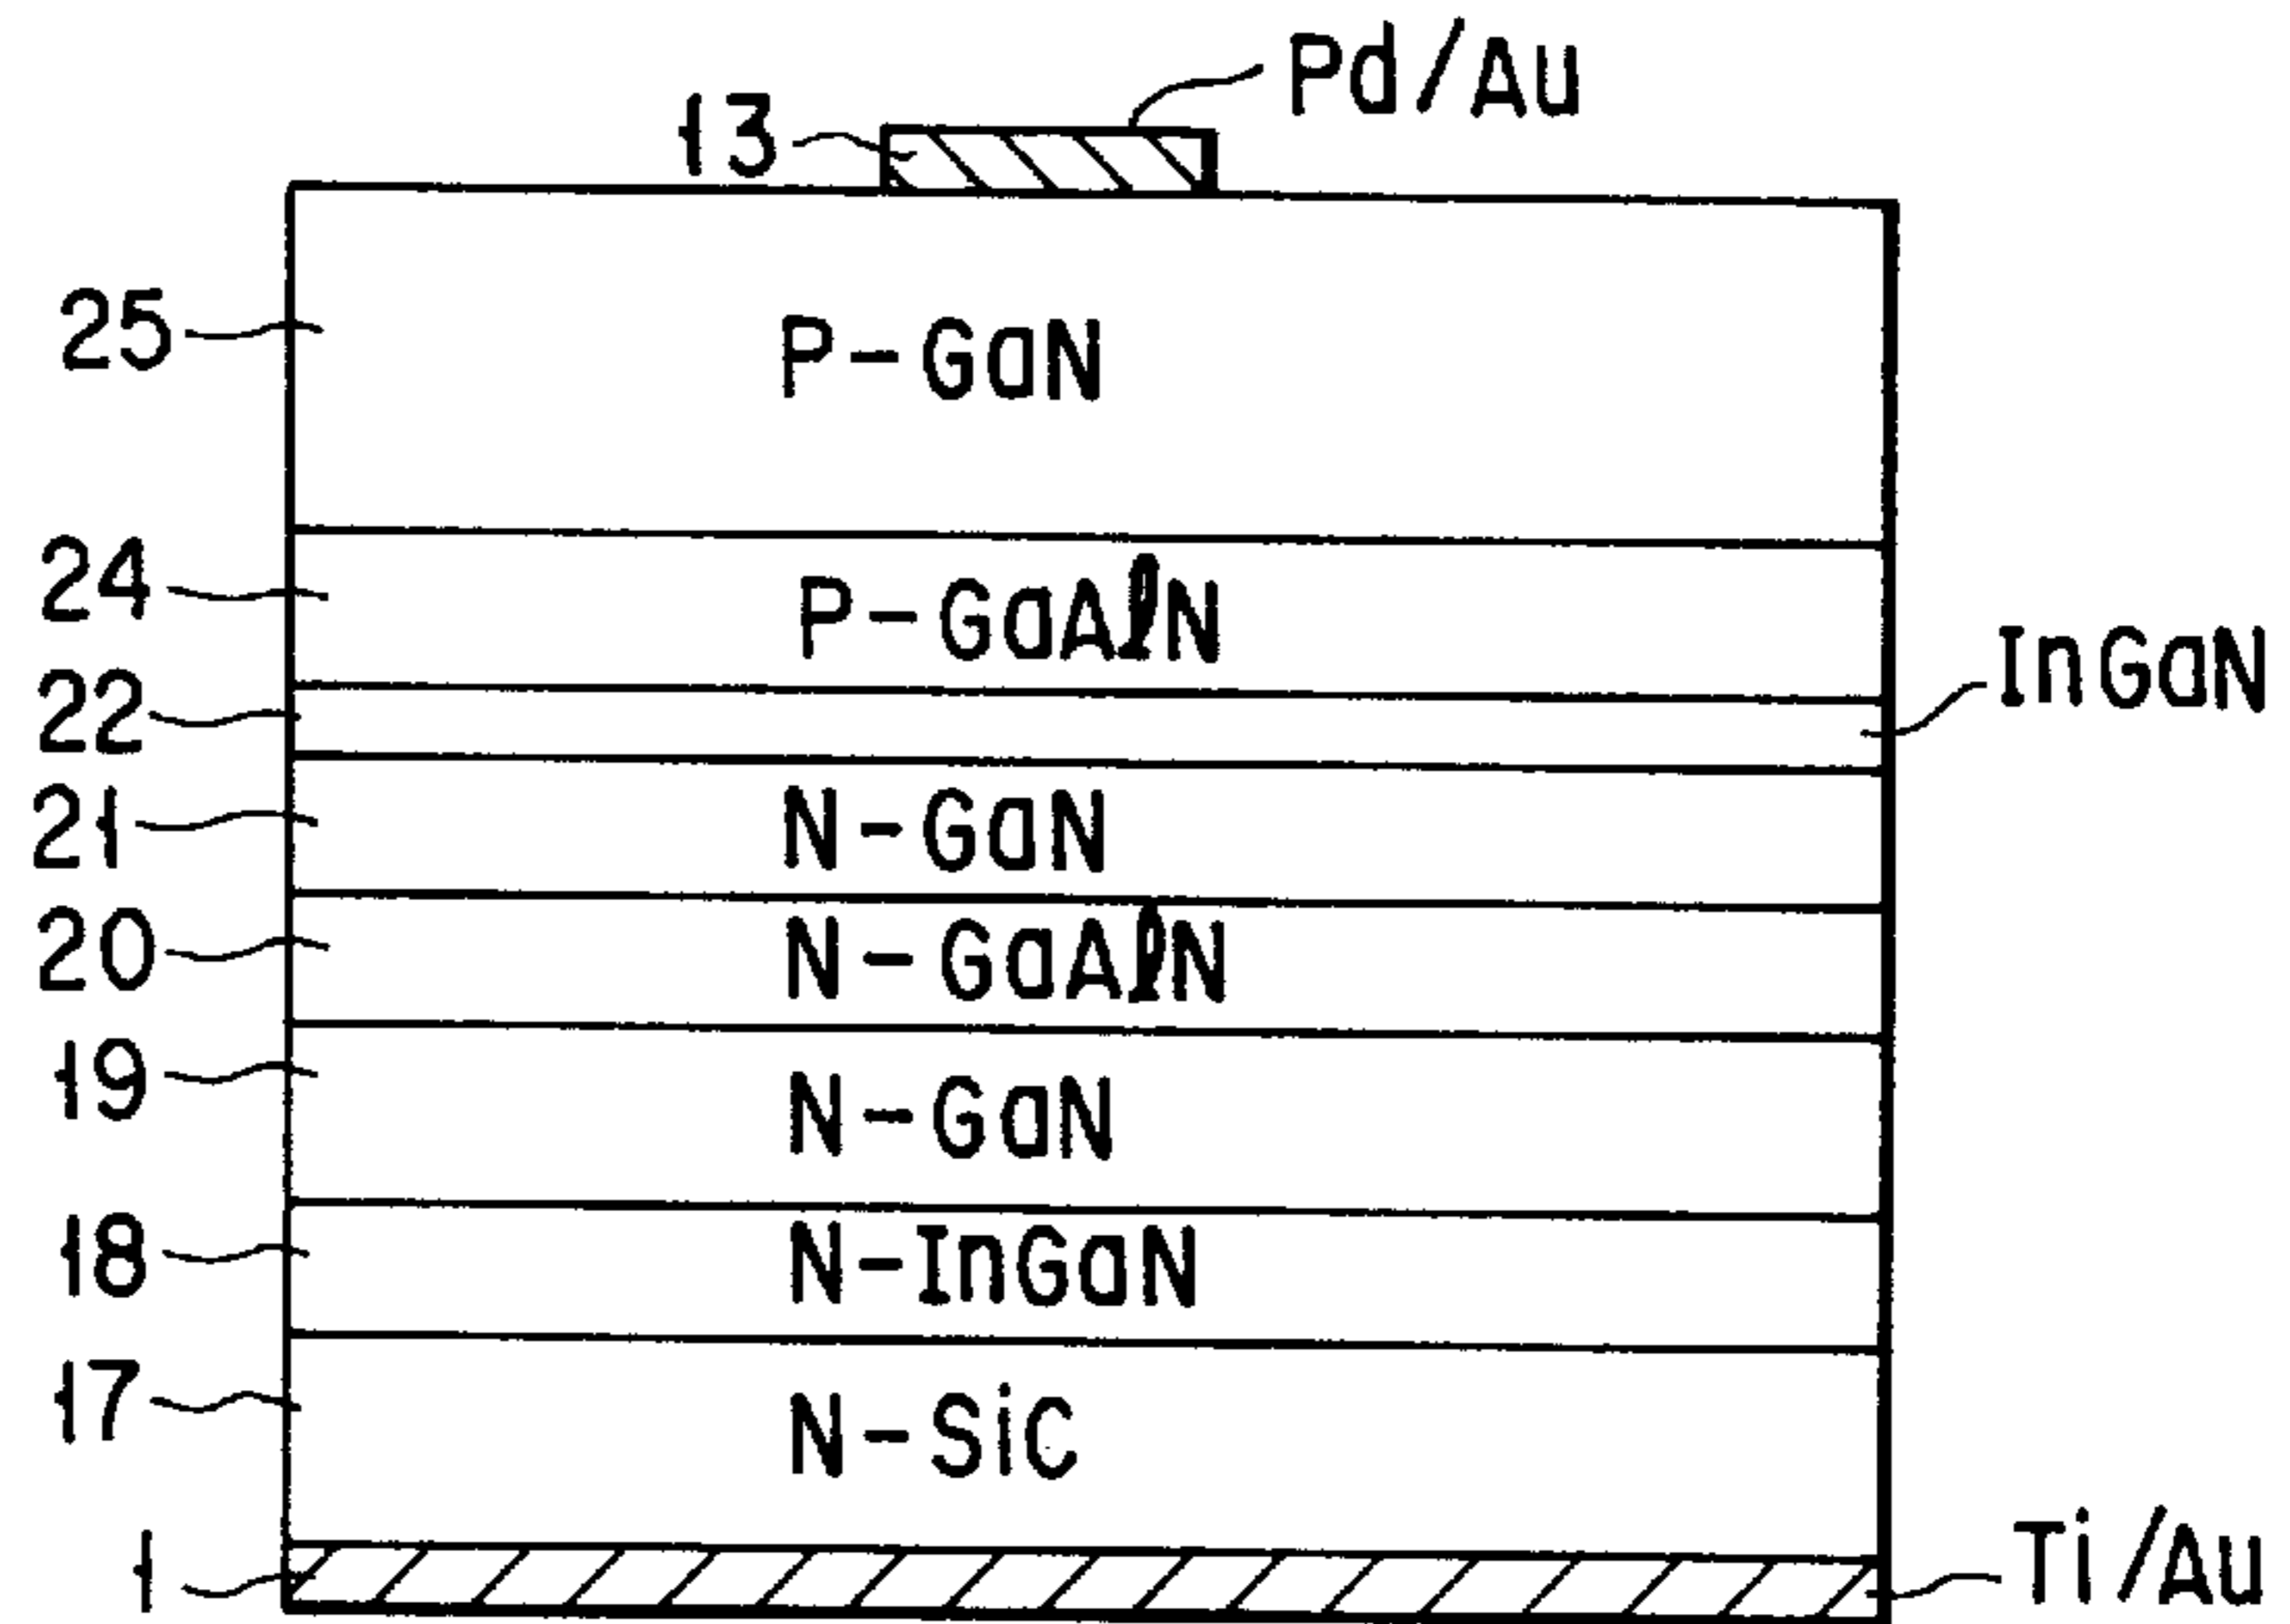 Pd/Au
13
25
P-GaN
24
P-GaAlN
InGaN
22
21
N-GaN
20
N-GaAlN
19
N-GaN
18
N-InGaN
17
N-SiC
1
Ti/Au